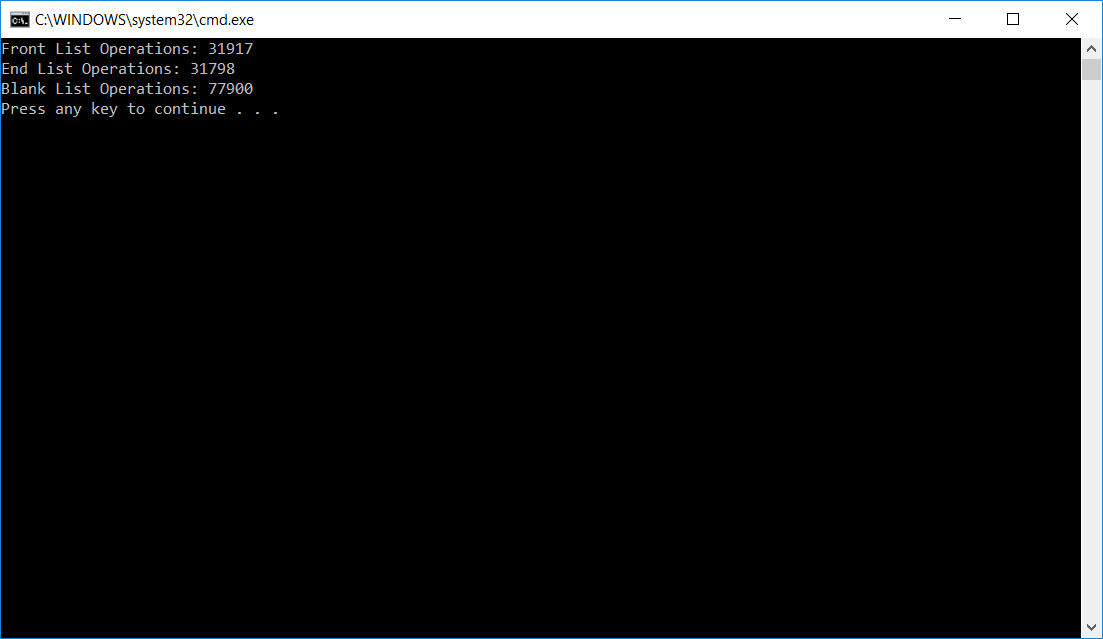 C:\WINDOWS\system32\cmd.exe
Front List Operations: 31917
End List Operations: 31798
Blank List Operations: 77900
Press any key to continue . . .